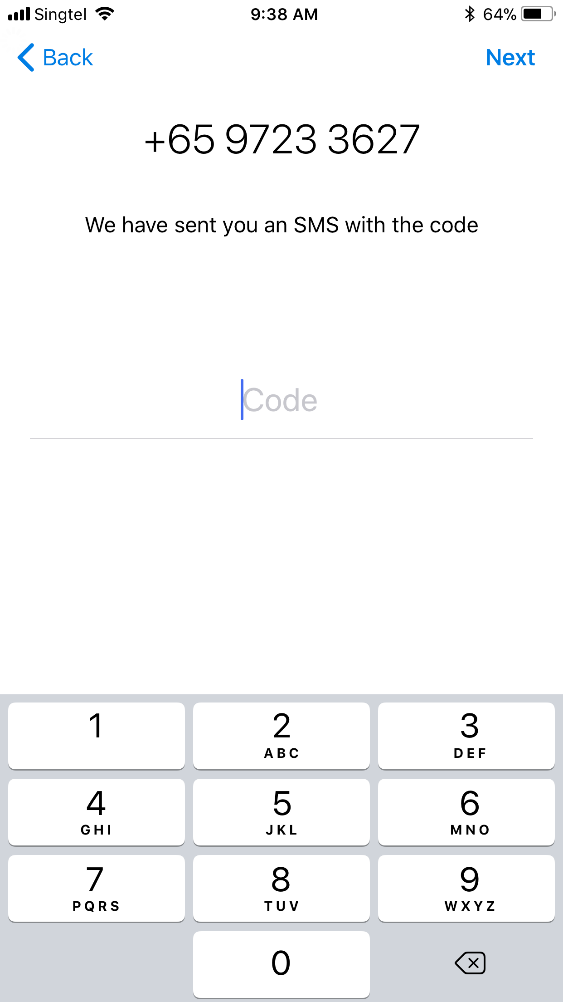 Singtel 9:38 AM 64%
Back Next
+65 9723 3627
We have sent you an SMS with the code
Code
1 2 3
ABC DEF
4 5 6
GHI JKL MNO
7 8 9
PQRS TUV WXYZ
0